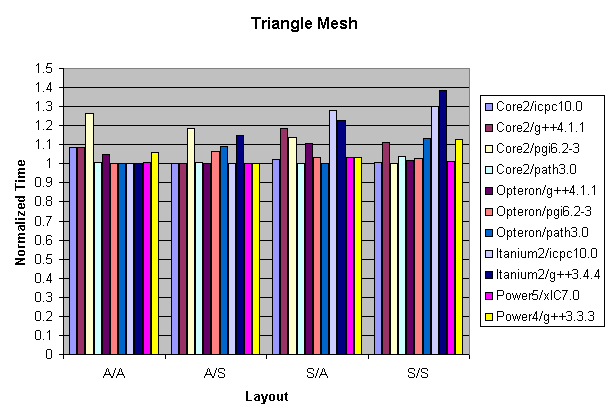 Triangle Mesh
1.5
1.4
1.3
1.2
1.1
1
0.9
0.8
0.7
0.6
0.5
0.4
0.3
0.2
0.1
0
Normalized Time
A/A
A/S
S/A
S/S
Layout
Core2/icpc10.0
Core2/g++4.1.1
Core2/pgi6.2-3
Core2/path3.0
Opteron/g++4.1.1
Opteron/pgi6.2-3
Opteron/path3.0
Itanium2/icpc10.0
Itanium2/g++3.4.4
Power5/xlC7.0
Power4/g++3.3.3